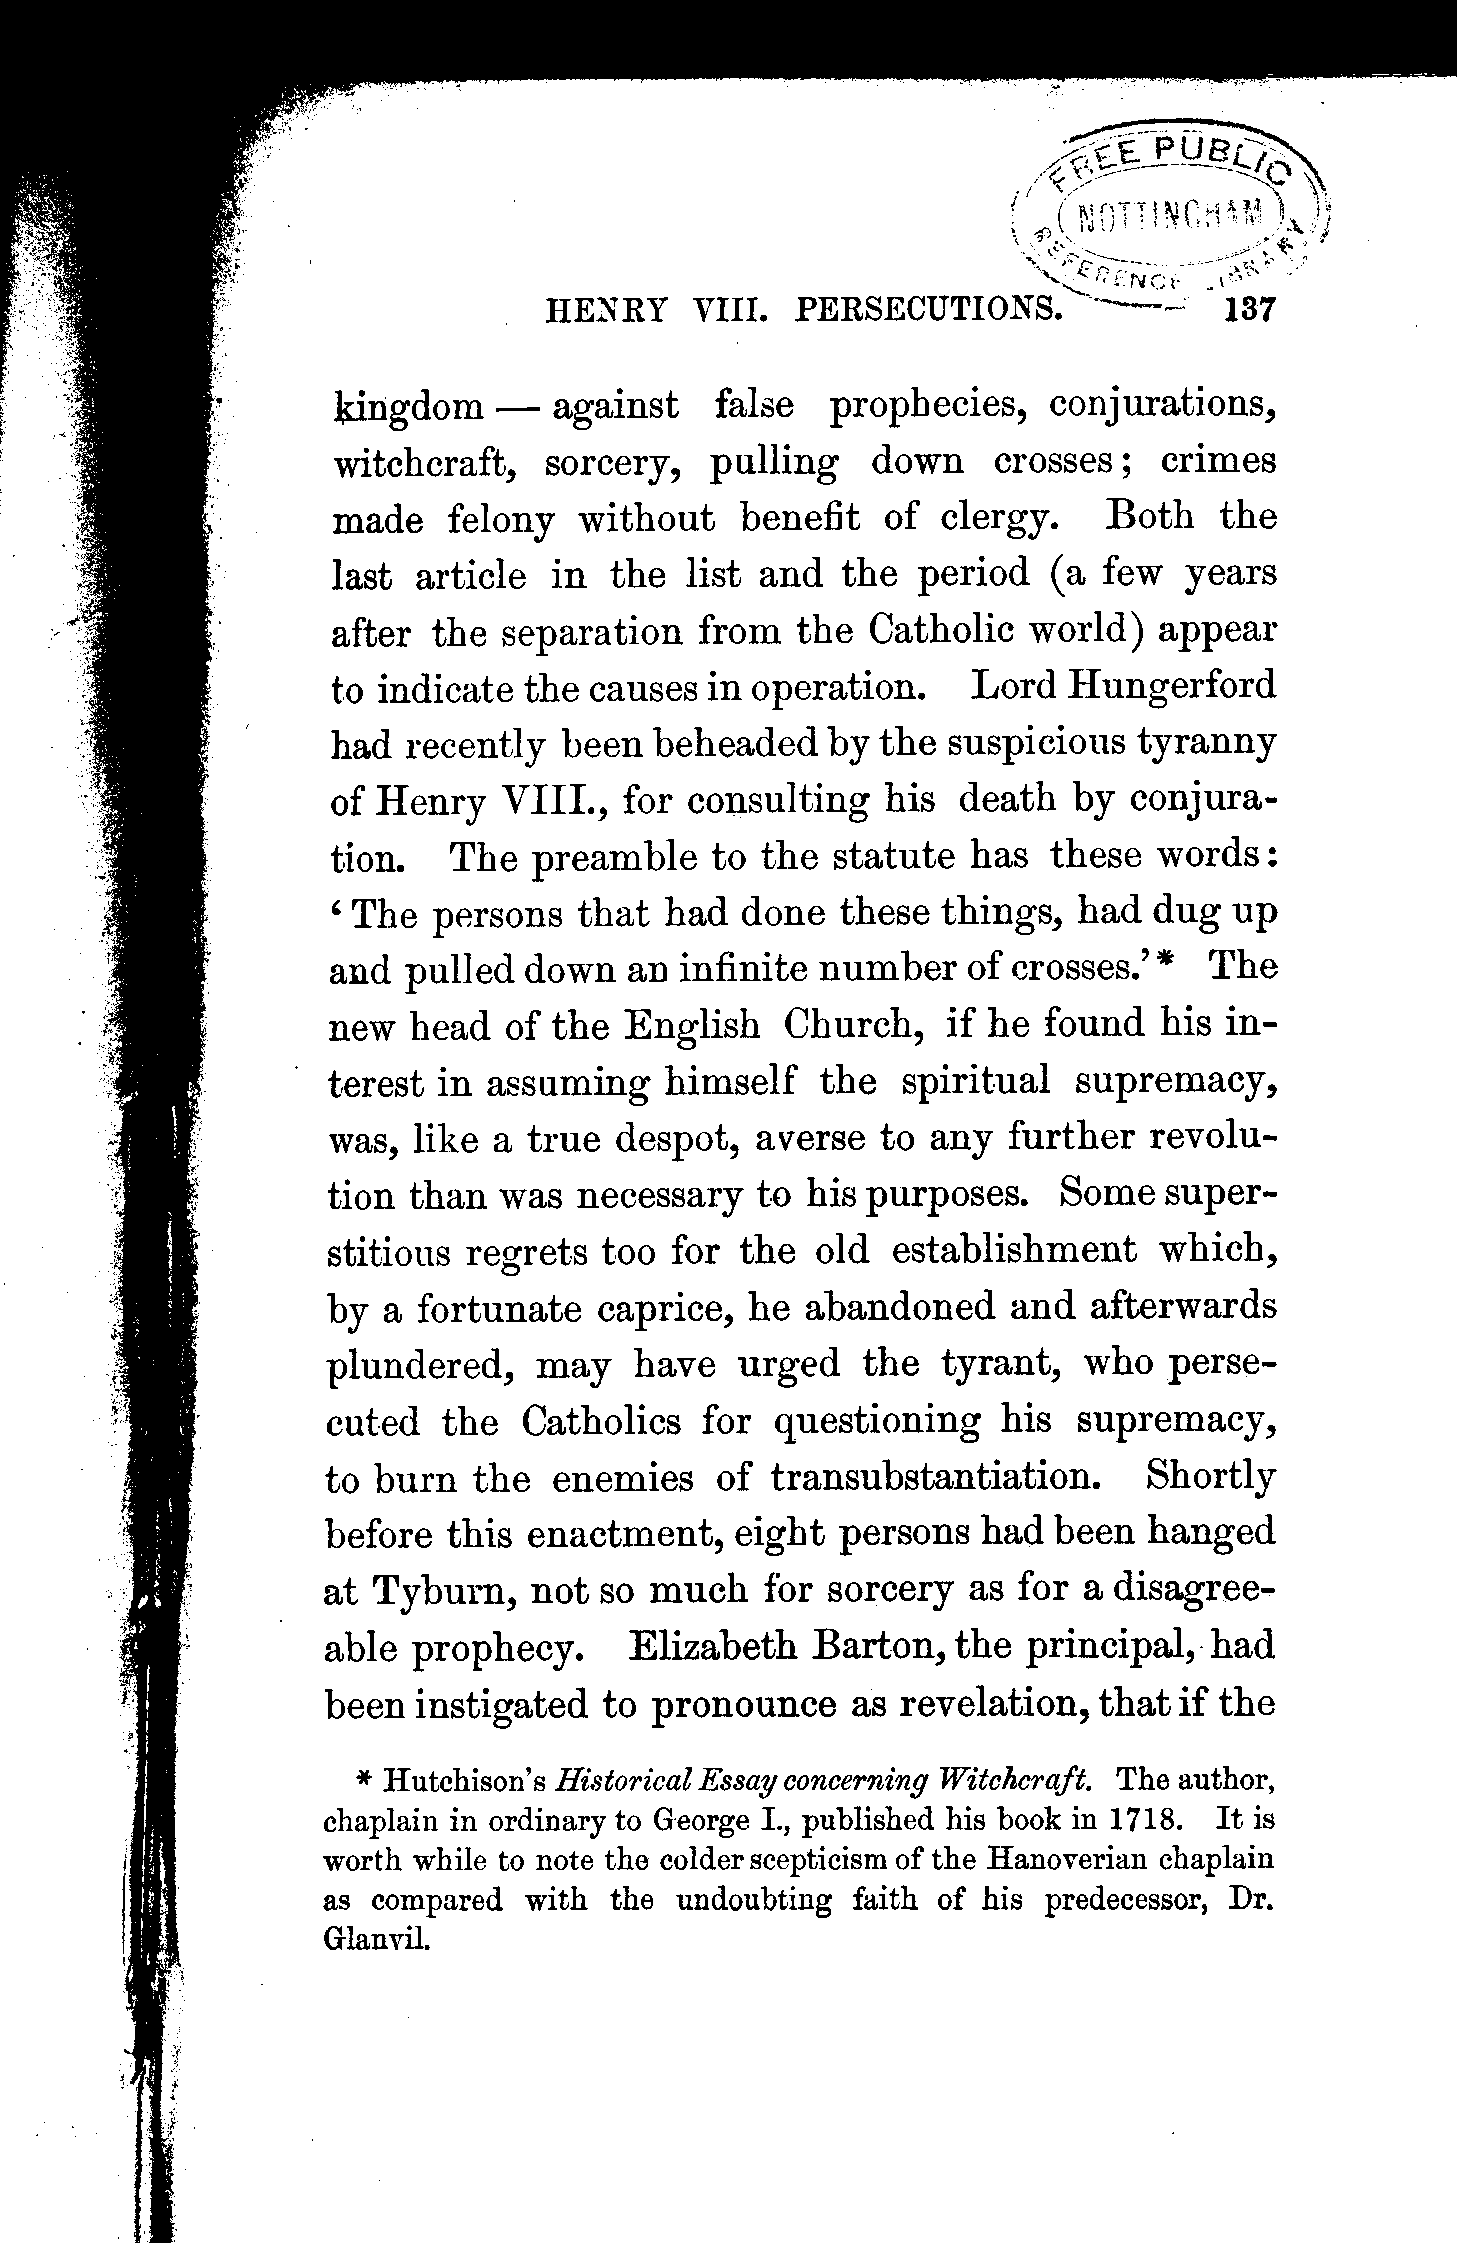 FREE PUBLIC
NOTTINGHAM
REFERENCE LIBRARY
HENRY VIII. PERSECUTIONS. 137
kingdom — against false prophecies, conjurations,
witchcraft, sorcery, pulling down crosses; crimes
made felony without benefit of clergy. Both the
last article in the list and the period (a few years
after the separation from the Catholic world) appear
to indicate the causes in operation. Lord Hungerford
had recently been beheaded by the suspicious tyranny
of Henry VIII., for consulting his death by conjura-
tion. The preamble to the statute has these words:
‘The persons that had done these things, had dug up
and pulled down an infinite number of crosses.’* The
new head of the English Church, if he found his in-
terest in assuming himself the spiritual supremacy,
was, like a true despot, averse to any further revolu-
tion than was necessary to his purposes. Some super-
stitious regrets too for the old establishment which,
by a fortunate caprice, he abandoned and afterwards
plundered, may have urged the tyrant, who perse-
cuted the Catholics for questioning his supremacy,
to burn the enemies of transubstantiation. Shortly
before this enactment, eight persons had been hanged
at Tyburn, not so much for sorcery as for a disagree-
able prophecy. Elizabeth Barton, the principal, had
been instigated to pronounce as revelation, that if the
* Hutchison's Historical Essay concerning Witchcraft. The author,
chaplain in ordinary to George I., published his book in 1718. It is
worth while to note the colder scepticism of the Hanoverian chaplain
as compared with the undoubting faith of his predecessor, Dr.
Glanvil.